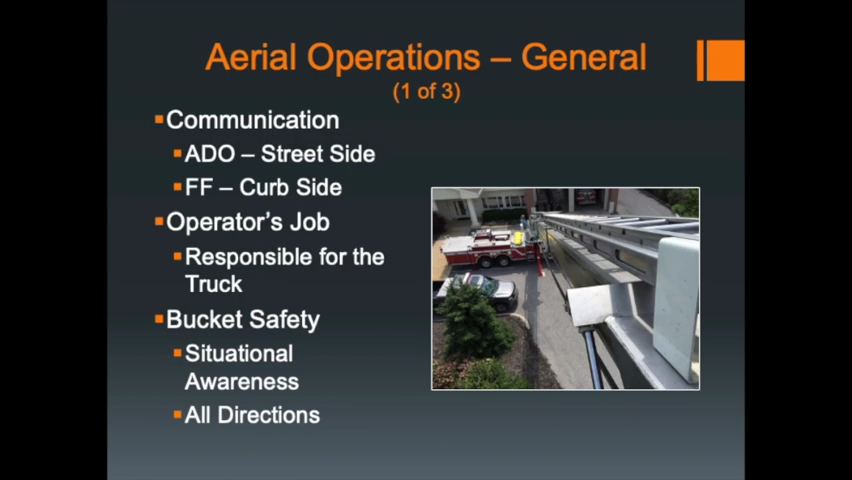 Aerial Operations – General
(1 of 3)
Communication
ADO – Street Side
FF – Curb Side
Operator's Job
Responsible for the
Truck
Bucket Safety
Situational
Awareness
All Directions